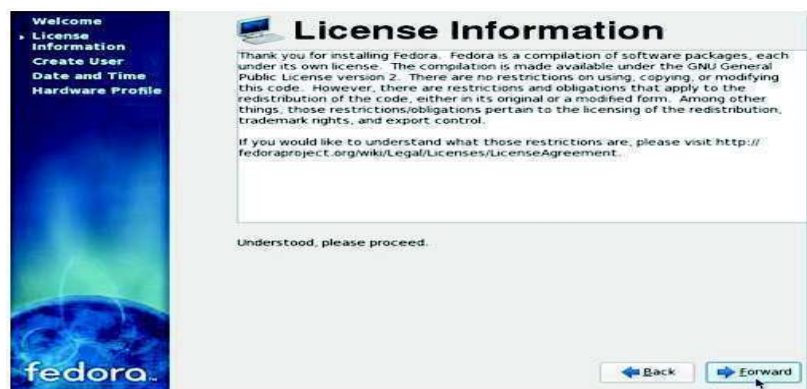 Welcome
License
Information
Create User
Date and Time
Hardware Profile
License Information
Thank you for installing Fedora. Fedora is a compilation of software packages, each
under its own license. The compilation is made available under the GNU General
Public License version 2. There are no restrictions on using, copying, or modifying
this code. However, there are restrictions and obligations that apply to the
redistribution of the code, either in its original or a modified form. Among other
things, those restrictions/obligations pertain to the licensing of the redistribution,
trademark rights, and export control.
If you would like to understand what those restrictions are, please visit http://
fedoraproject.org/wiki/Legal/Licenses/LicenseAgreement.
Understood, please proceed.
fedora™
Back
Forward